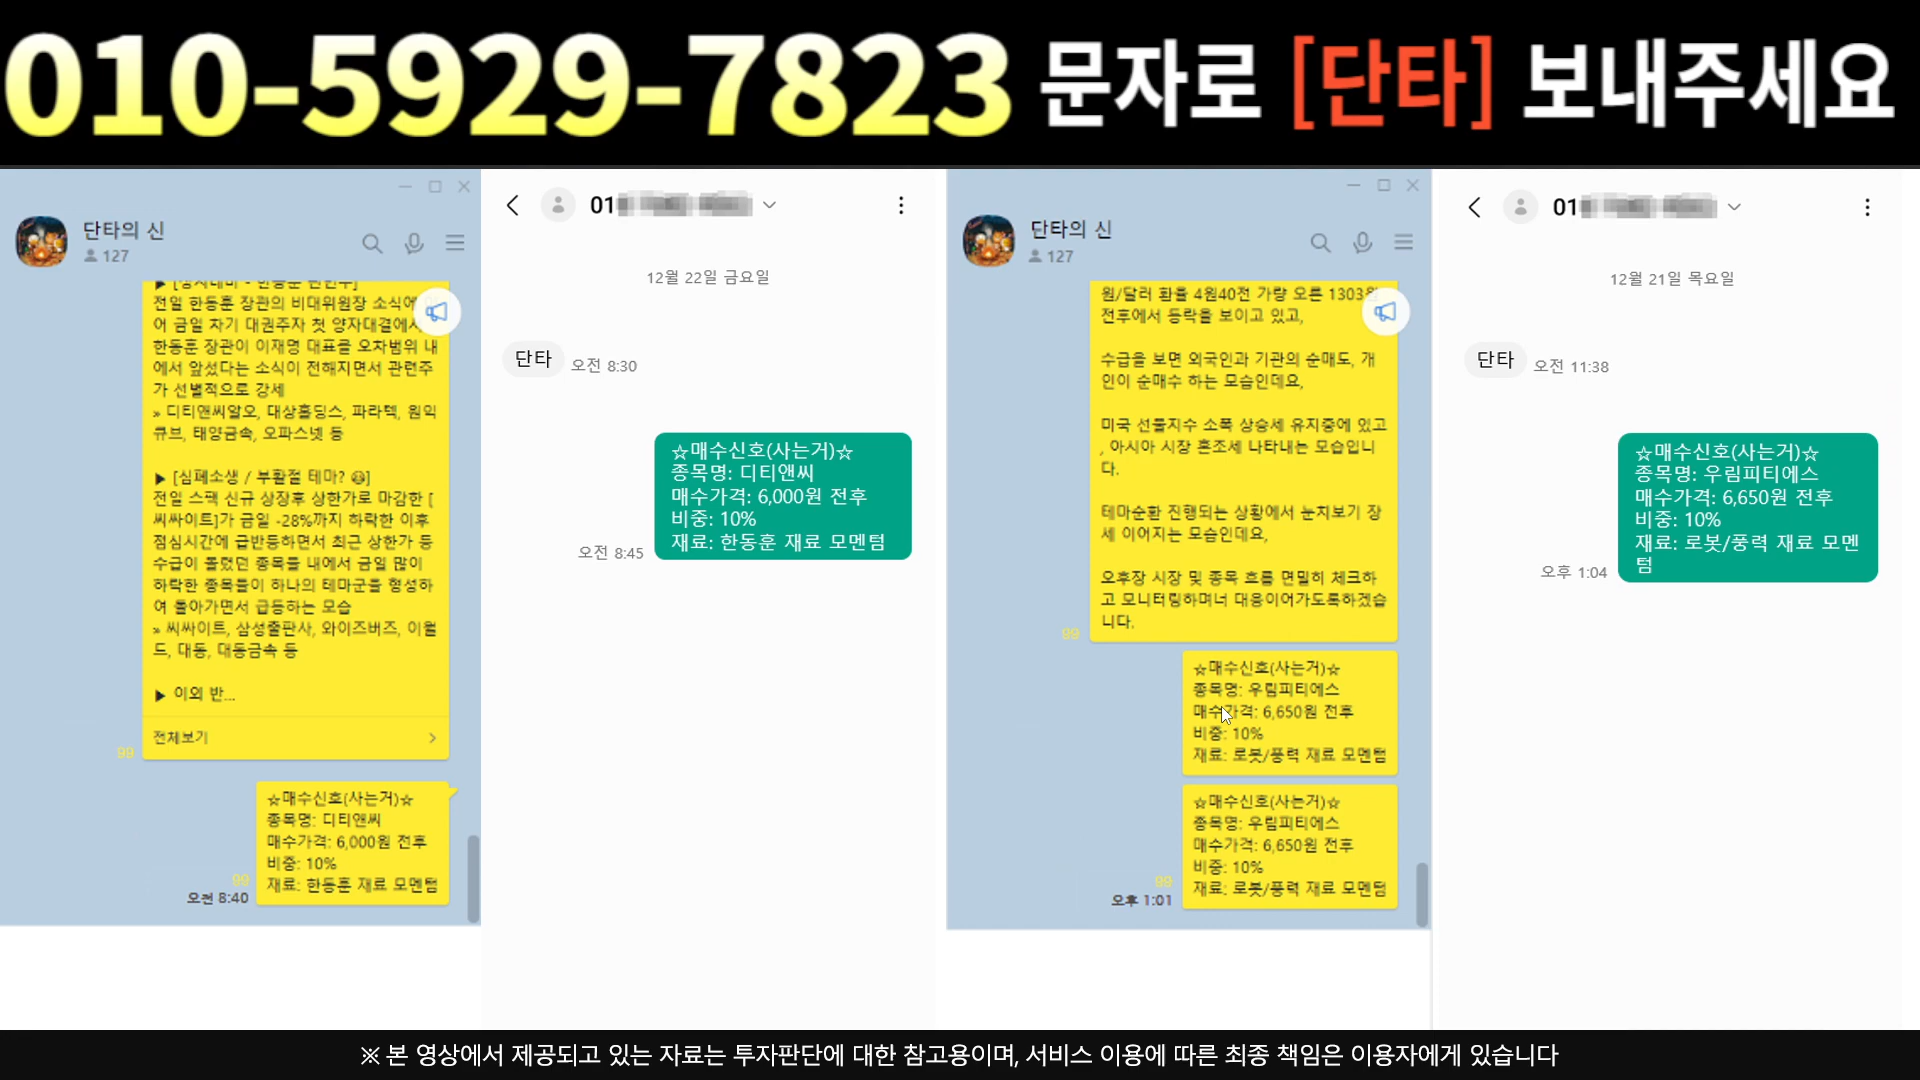 010-5929-7823 문자로 [단타] 보내주세요
단타의 신
127
전일 한동훈 장관의 비대위원장 소식에
어 금일 차기 대권주자 첫 양자대결에서
한동훈 장관이 이재명 대표를 오차범위 내
에서 앞섰다는 소식이 전해지면서 관련주
가 선별적으로 강세
» 디티앤씨알오, 대상홀딩스, 파라텍, 원익
큐브, 태양금속, 오파스넷 등
▶ [심폐소생 / 부활절 테마? 😆]
전일 스팩 신규 상장후 상한가로 마감한 [
씨싸이트]가 금일 -28%까지 하락한 이후
점심시간에 급반등하면서 최근 상한가 등
수급이 몰렸던 종목들 내에서 금일 많이
하락한 종목들이 하나의 테마군을 형성하
여 돌아가면서 급등하는 모습
» 씨싸이트, 삼성출판사, 와이즈버즈, 이월
드, 대동, 대동금속 등
▶ 이외 반...
전체보기
99
☆매수신호(사는거)☆
종목명: 디티앤씨
매수가격: 6,000원 전후
비중: 10%
재료: 한동훈 재료 모멘텀
99
오전 8:40
01
12월 22일 금요일
단타
오전 8:30
☆매수신호(사는거)☆
종목명: 디티앤씨
매수가격: 6,000원 전후
비중: 10%
재료: 한동훈 재료 모멘텀
오전 8:45
단타의 신
127
원/달러 환율 4원40전 가량 오른 1303원
전후에서 등락을 보이고 있고,
수급을 보면 외국인과 기관의 순매도, 개
인이 순매수 하는 모습인데요,
미국 선물지수 소폭 상승세 유지중에 있고
, 아시아 시장 혼조세 나타내는 모습입니
다.
테마순환 진행되는 상황에서 눈치보기 장
세 이어지는 모습인데요,
오후장 시장 및 종목 흐름 면밀히 체크하
고 모니터링하며너 대응이어가도록하겠습
니다.
99
☆매수신호(사는거)☆
종목명: 우림피티에스
매수가격: 6,650원 전후
비중: 10%
재료: 로봇/풍력 재료 모멘텀
☆매수신호(사는거)☆
종목명: 우림피티에스
매수가격: 6,650원 전후
비중: 10%
재료: 로봇/풍력 재료 모멘텀
99
오후 1:01
01
12월 21일 목요일
단타
오전 11:38
☆매수신호(사는거)☆
종목명: 우림피티에스
매수가격: 6,650원 전후
비중: 10%
재료: 로봇/풍력 재료 모멘
텀
오후 1:04
※ 본 영상에서 제공되고 있는 자료는 투자판단에 대한 참고용이며, 서비스 이용에 따른 최종 책임은 이용자에게 있습니다